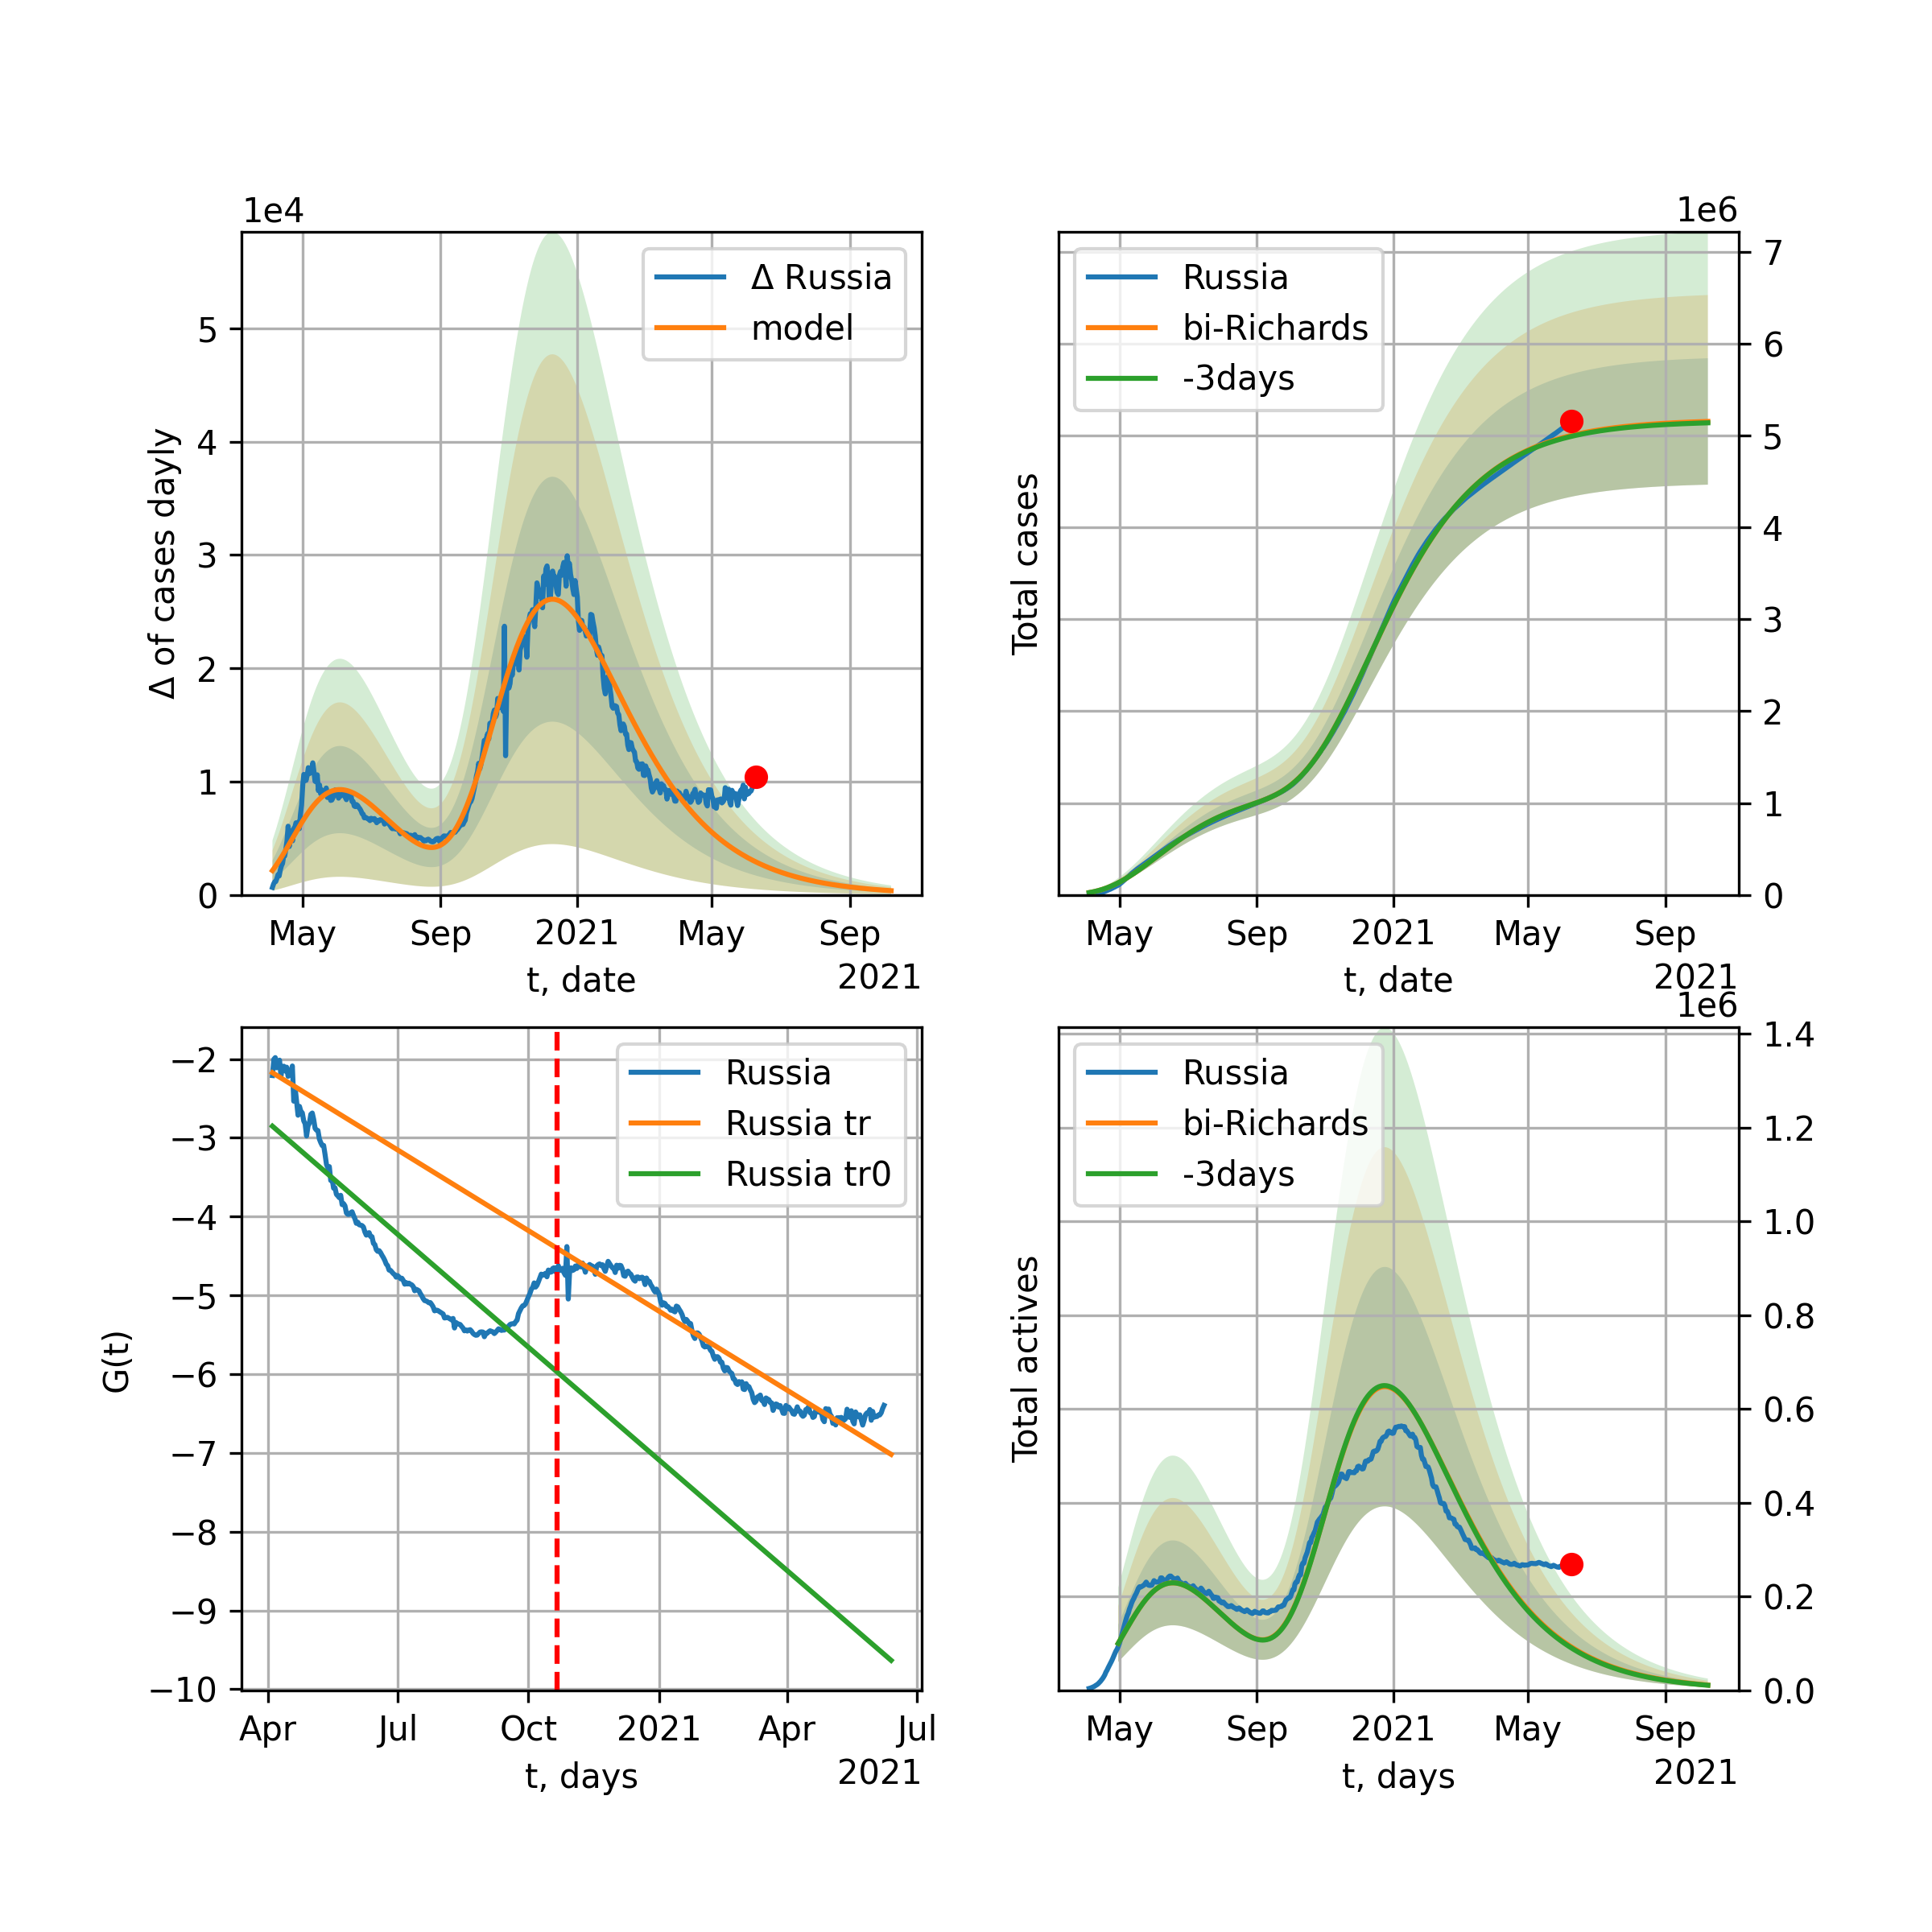 1e4
Δ of cases dayly
5
4
3
2
1
0
Δ Russia
model
May Sep 2021 May Sep
t, date
2021
1e6
Total cases
Russia
bi-Richards
-3days
7
6
5
4
3
2
1
0
May Sep 2021 May Sep
t, date
2021
G(t)
−2
−3
−4
−5
−6
−7
−8
−9
−10
Russia
Russia tr
Russia tr0
Apr Jul Oct 2021 Apr Jul
t, days
2021
1e6
Total actives
Russia
bi-Richards
-3days
1.4
1.2
1.0
0.8
0.6
0.4
0.2
0.0
May Sep 2021 May Sep
t, days
2021